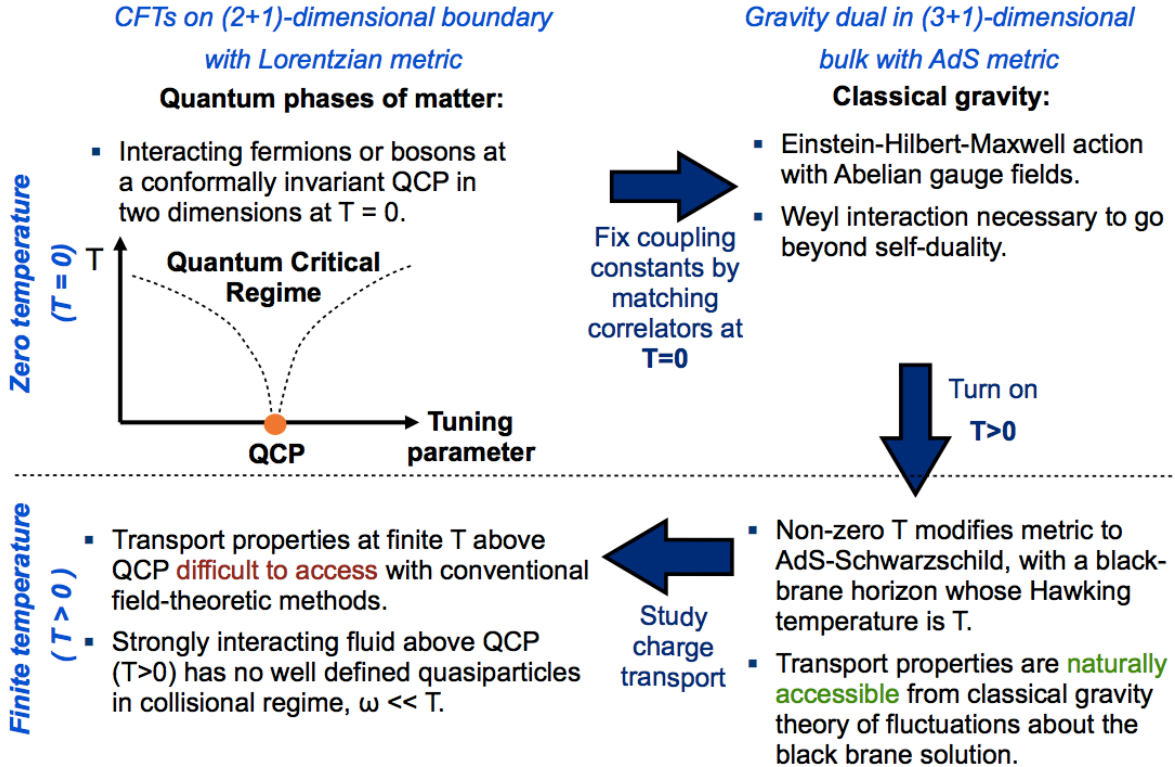 CFTs on (2+1)-dimensional boundary
with Lorentzian metric
Gravity dual in (3+1)-dimensional
bulk with AdS metric
Zero temperature
(T = 0)
Quantum phases of matter:
▪ Interacting fermions or bosons at
a conformally invariant QCP in
two dimensions at T = 0.
T
Quantum Critical
Regime
QCP
Tuning
parameter
Fix coupling
constants by
matching
correlators at
T=0
Classical gravity:
▪ Einstein-Hilbert-Maxwell action
with Abelian gauge fields.
▪ Weyl interaction necessary to go
beyond self-duality.
Turn on
T>0
Finite temperature
( T > 0 )
▪ Transport properties at finite T above
QCP difficult to access with conventional
field-theoretic methods.
▪ Strongly interacting fluid above QCP
(T>0) has no well defined quasiparticles
in collisional regime, ω << T.
Study
charge
transport
▪ Non-zero T modifies metric to
AdS-Schwarzschild, with a black-
brane horizon whose Hawking
temperature is T.
▪ Transport properties are naturally
accessible from classical gravity
theory of fluctuations about the
black brane solution.